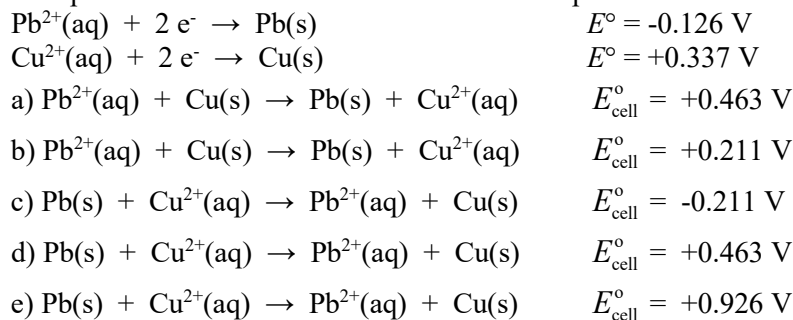 Pb²⁺(aq) + 2 e⁻ → Pb(s) E° = -0.126 V
Cu²⁺(aq) + 2 e⁻ → Cu(s) E° = +0.337 V
a) Pb²⁺(aq) + Cu(s) → Pb(s) + Cu²⁺(aq) E°cell = +0.463 V
b) Pb²⁺(aq) + Cu(s) → Pb(s) + Cu²⁺(aq) E°cell = +0.211 V
c) Pb(s) + Cu²⁺(aq) → Pb²⁺(aq) + Cu(s) E°cell = -0.211 V
d) Pb(s) + Cu²⁺(aq) → Pb²⁺(aq) + Cu(s) E°cell = +0.463 V
e) Pb(s) + Cu²⁺(aq) → Pb²⁺(aq) + Cu(s) E°cell = +0.926 V